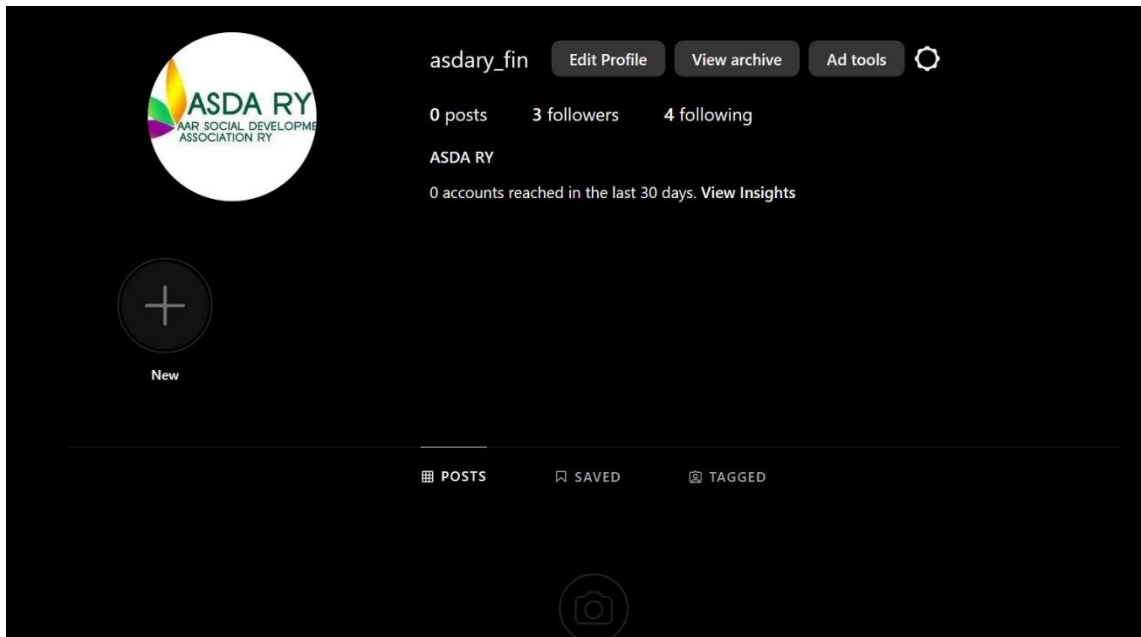 ASDA RY
AAR SOCIAL DEVELOPME
ASSOCIATION RY
asdary_fin Edit Profile View archive Ad tools
0 posts 3 followers 4 following
ASDA RY
0 accounts reached in the last 30 days. View Insights
New
POSTS SAVED TAGGED